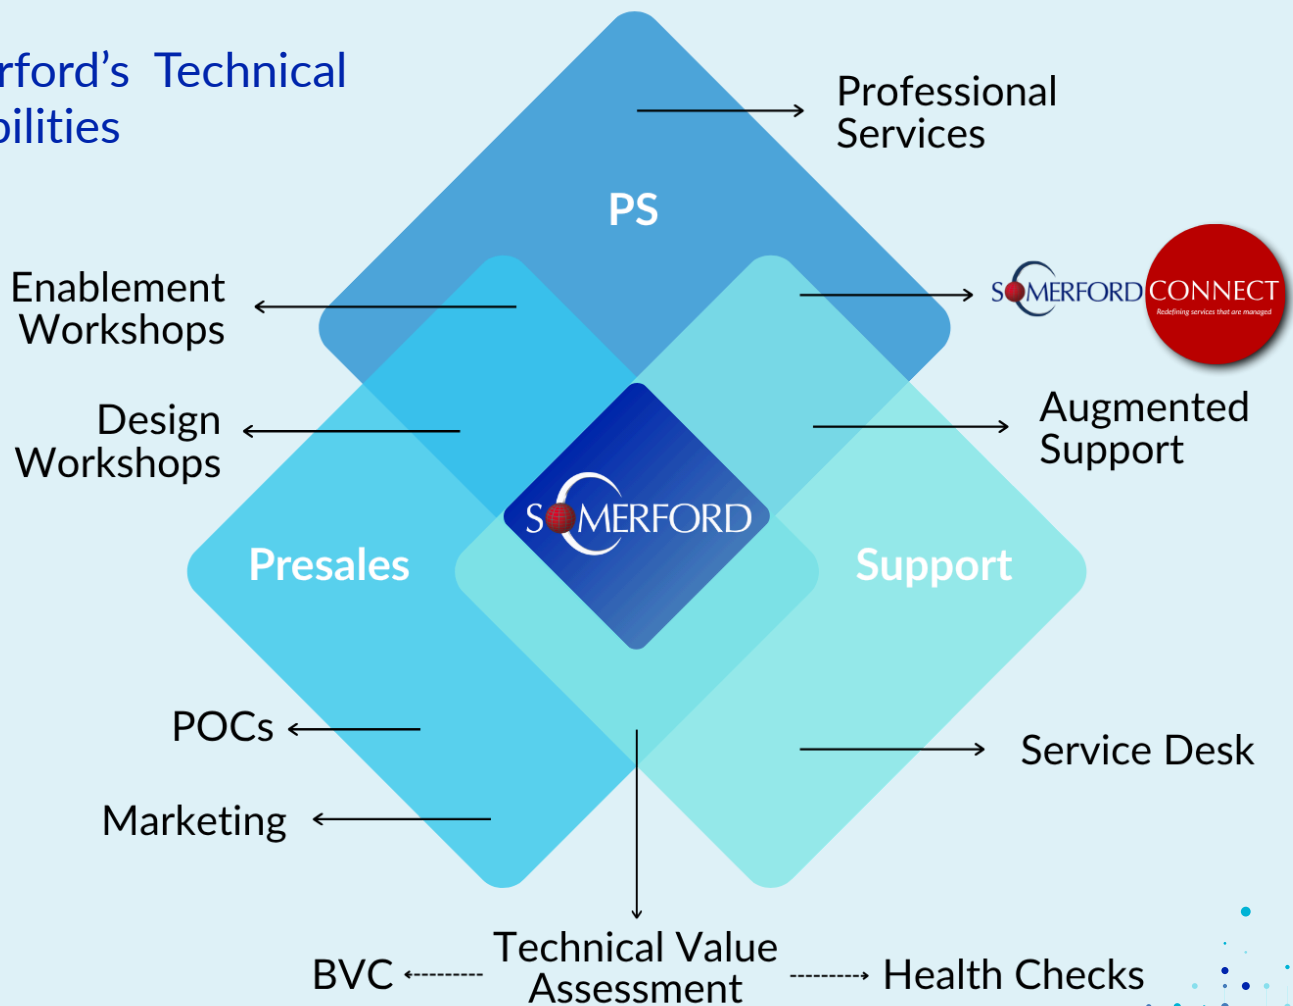 erford's Technical
bilities
Professional
Services
PS
Enablement
Workshops
SOMERFORD
CONNECT
Redefining services that are managed
Design
Workshops
Augmented
Support
SOMERFORD
Presales
Support
POCs
Service Desk
Marketing
Technical Value
Assessment
BVC
Health Checks